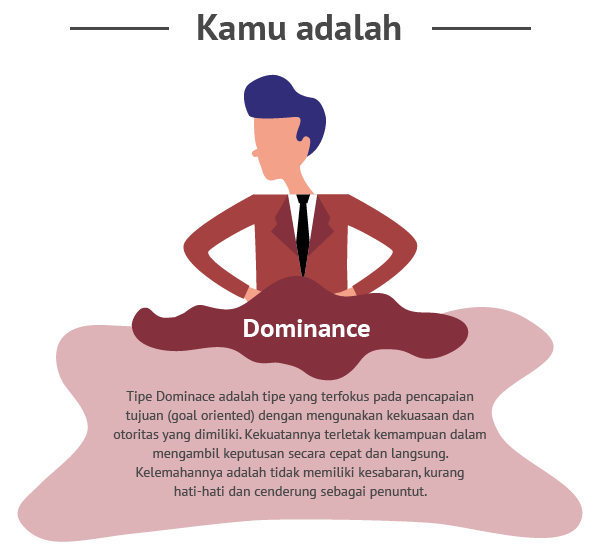 Kamu adalah
Dominance
Tipe Dominace adalah tipe yang terfokus pada pencapaian
tujuan (goal oriented) dengan mengunakan kekuasaan dan
otoritas yang dimiliki. Kekuatannya terletak kemampuan dalam
mengambil keputusan secara cepat dan langsung.
Kelemahannya adalah tidak memiliki kesabaran, kurang
hati-hati dan cenderung sebagai penuntut.